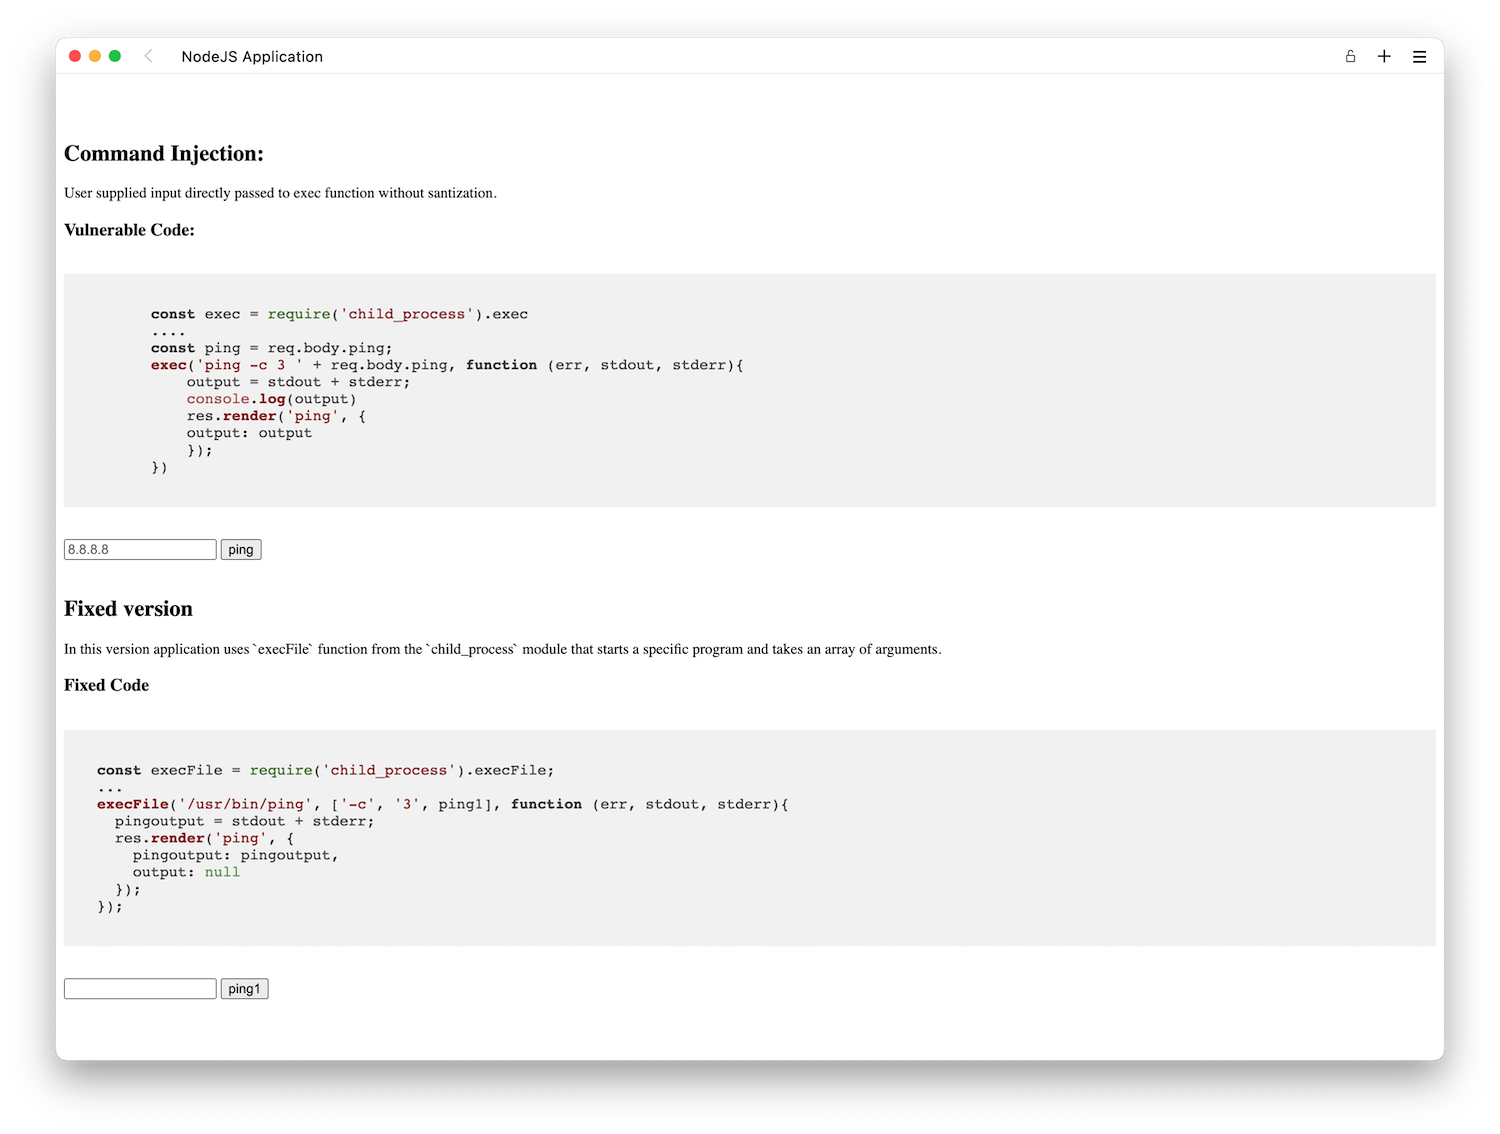 NodeJS Application
Command Injection:
User supplied input directly passed to exec function without santization.
Vulnerable Code:
const exec = require('child_process').exec
....
const ping = req.body.ping;
exec('ping -c 3 ' + req.body.ping, function (err, stdout, stderr){
    output = stdout + stderr;
    console.log(output)
    res.render('ping', {
    output: output
    });
})
8.8.8.8 ping
Fixed version
In this version application uses `execFile` function from the `child_process` module that starts a specific program and takes an array of arguments.
Fixed Code
const execFile = require('child_process').execFile;
...
execFile('/usr/bin/ping', ['-c', '3', ping1], function (err, stdout, stderr){
  pingoutput = stdout + stderr;
  res.render('ping', {
    pingoutput: pingoutput,
    output: null
  });
});
ping1